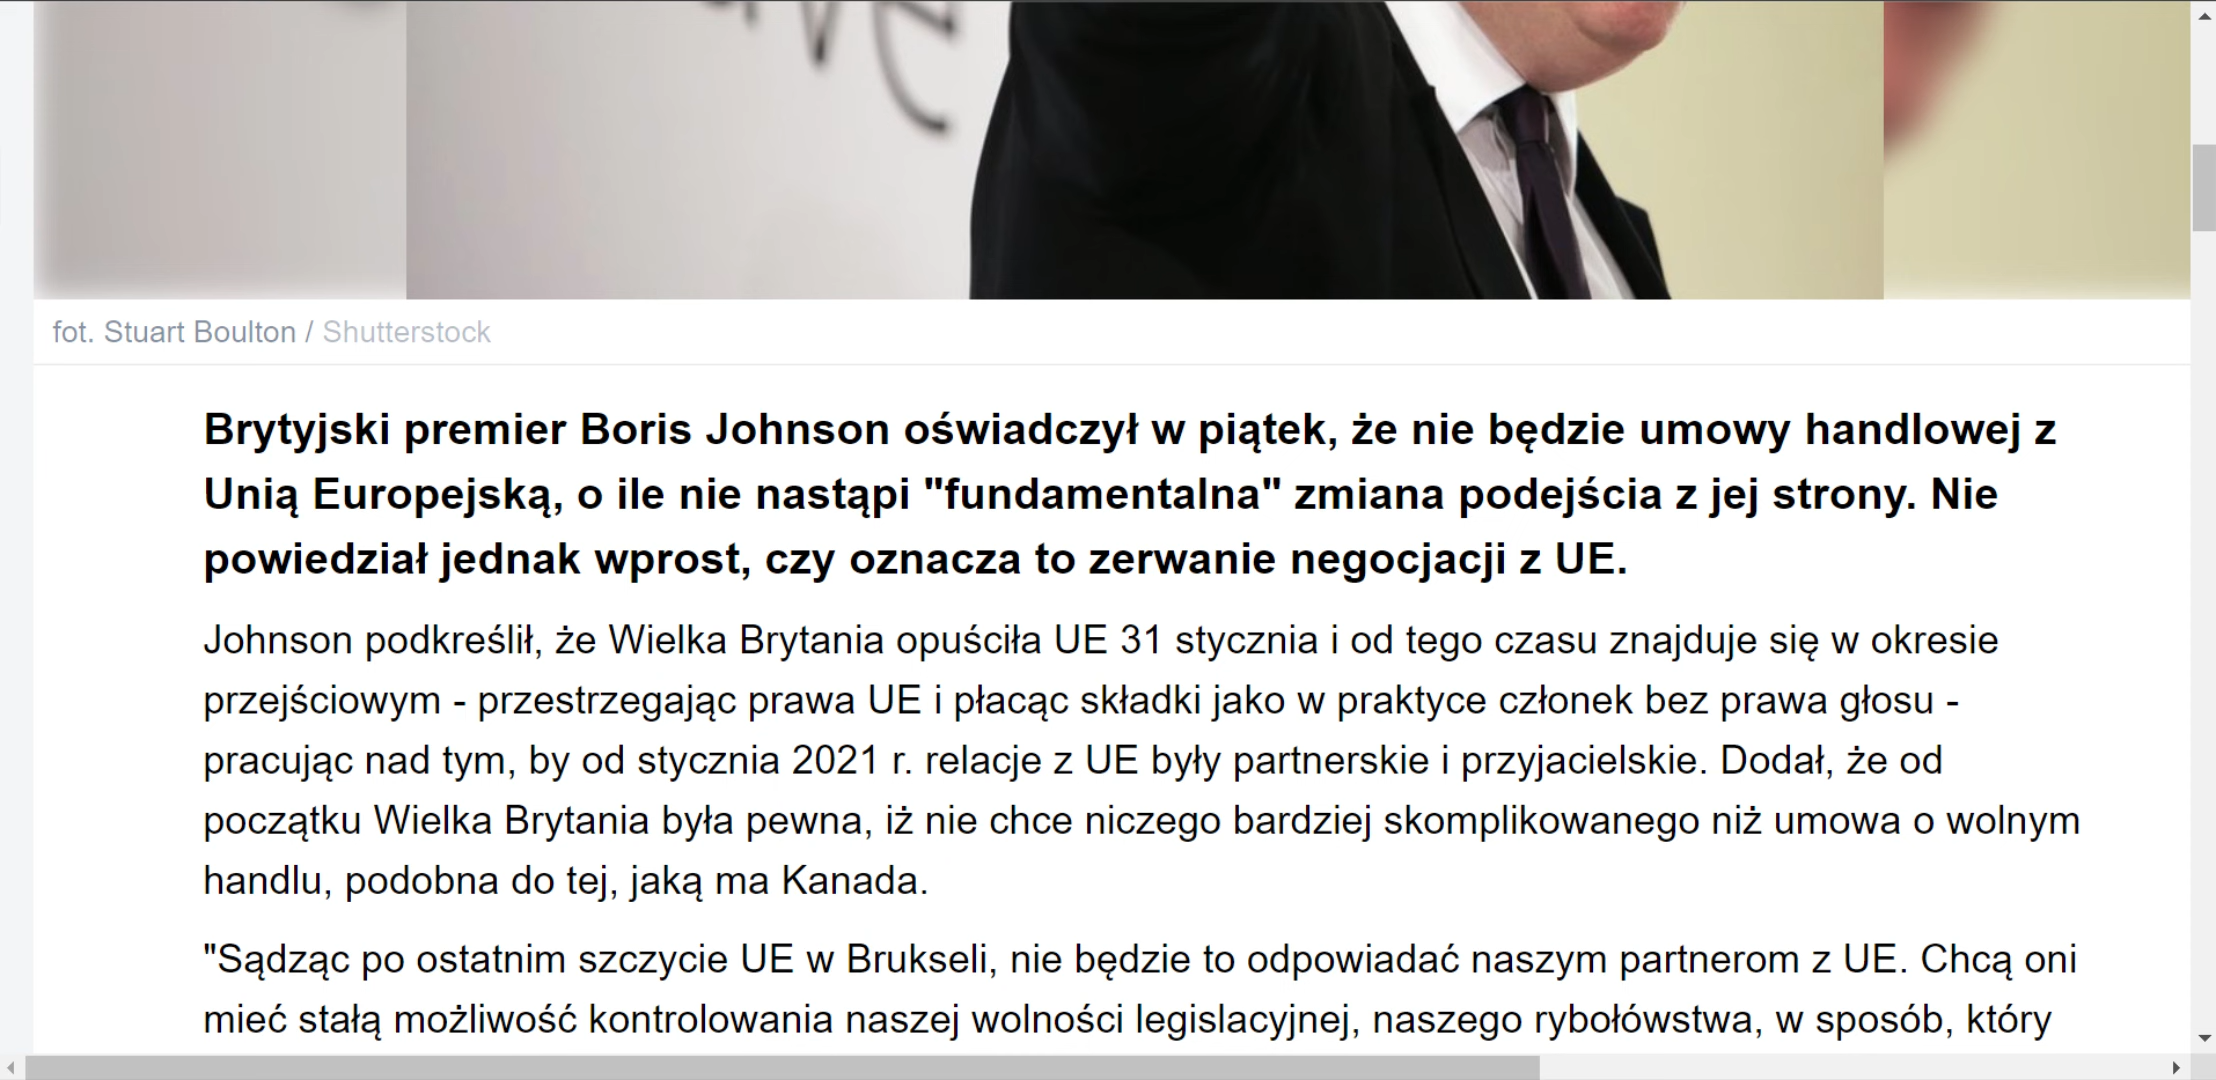 fot. Stuart Boulton / Shutterstock
Brytyjski premier Boris Johnson oświadczył w piątek, że nie będzie umowy handlowej z
Unią Europejską, o ile nie nastąpi "fundamentalna" zmiana podejścia z jej strony. Nie
powiedział jednak wprost, czy oznacza to zerwanie negocjacji z UE.
Johnson podkreślił, że Wielka Brytania opuściła UE 31 stycznia i od tego czasu znajduje się w okresie
przejściowym - przestrzegając prawa UE i płacąc składki jako w praktyce członek bez prawa głosu -
pracując nad tym, by od stycznia 2021 r. relacje z UE były partnerskie i przyjacielskie. Dodał, że od
początku Wielka Brytania była pewna, iż nie chce niczego bardziej skomplikowanego niż umowa o wolnym
handlu, podobna do tej, jaką ma Kanada.
"Sądząc po ostatnim szczycie UE w Brukseli, nie będzie to odpowiadać naszym partnerom z UE. Chcą oni
mieć stałą możliwość kontrolowania naszej wolności legislacyjnej, naszego rybołówstwa, w sposób, który